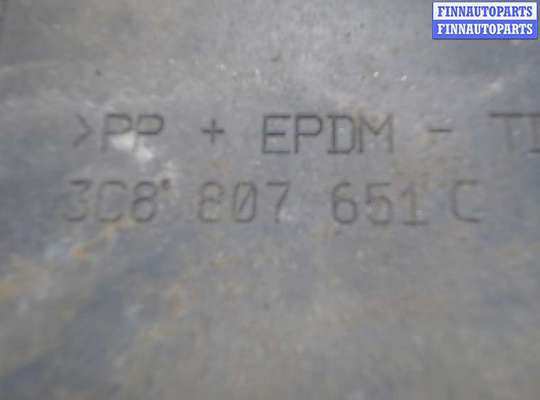 FINNAUTOPARTS
FINNAUTOPARTS
>PP + EPDM -
3C8 807 651 C